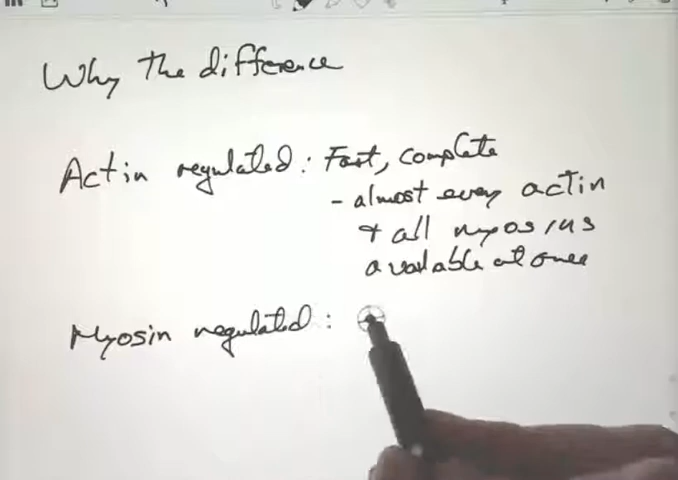 Why the difference
Actin regulated: Fast, complete
- almost every actin
+ all myosins
available at once
Myosin regulated: